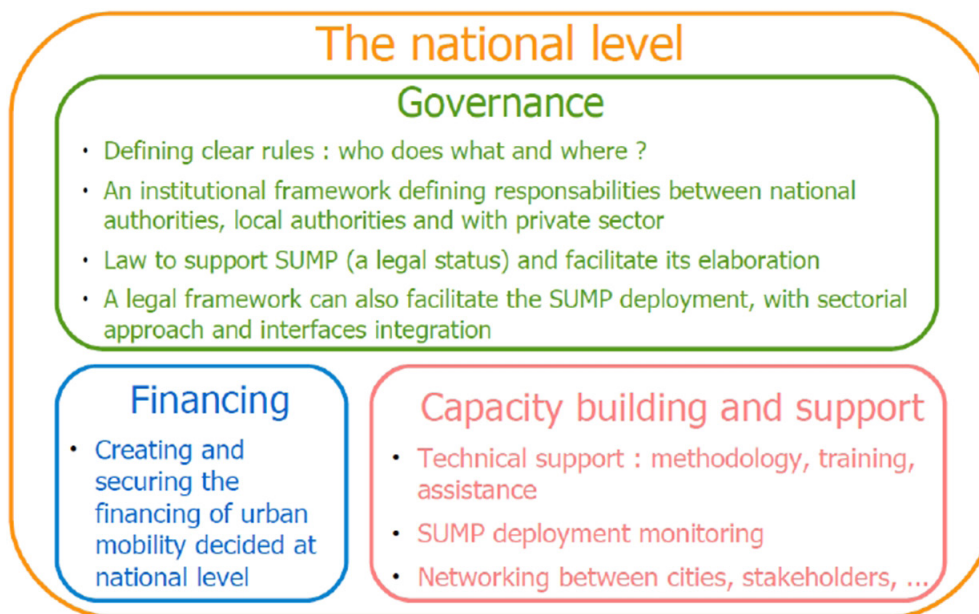 The national level
Governance
• Defining clear rules : who does what and where ?
• An institutional framework defining responsabilities between national
authorities, local authorities and with private sector
• Law to support SUMP (a legal status) and facilitate its elaboration
• A legal framework can also facilitate the SUMP deployment, with sectorial
approach and interfaces integration
Financing
• Creating and
securing the
financing of urban
mobility decided at
national level
Capacity building and support
• Technical support : methodology, training,
assistance
• SUMP deployment monitoring
• Networking between cities, stakeholders, ...